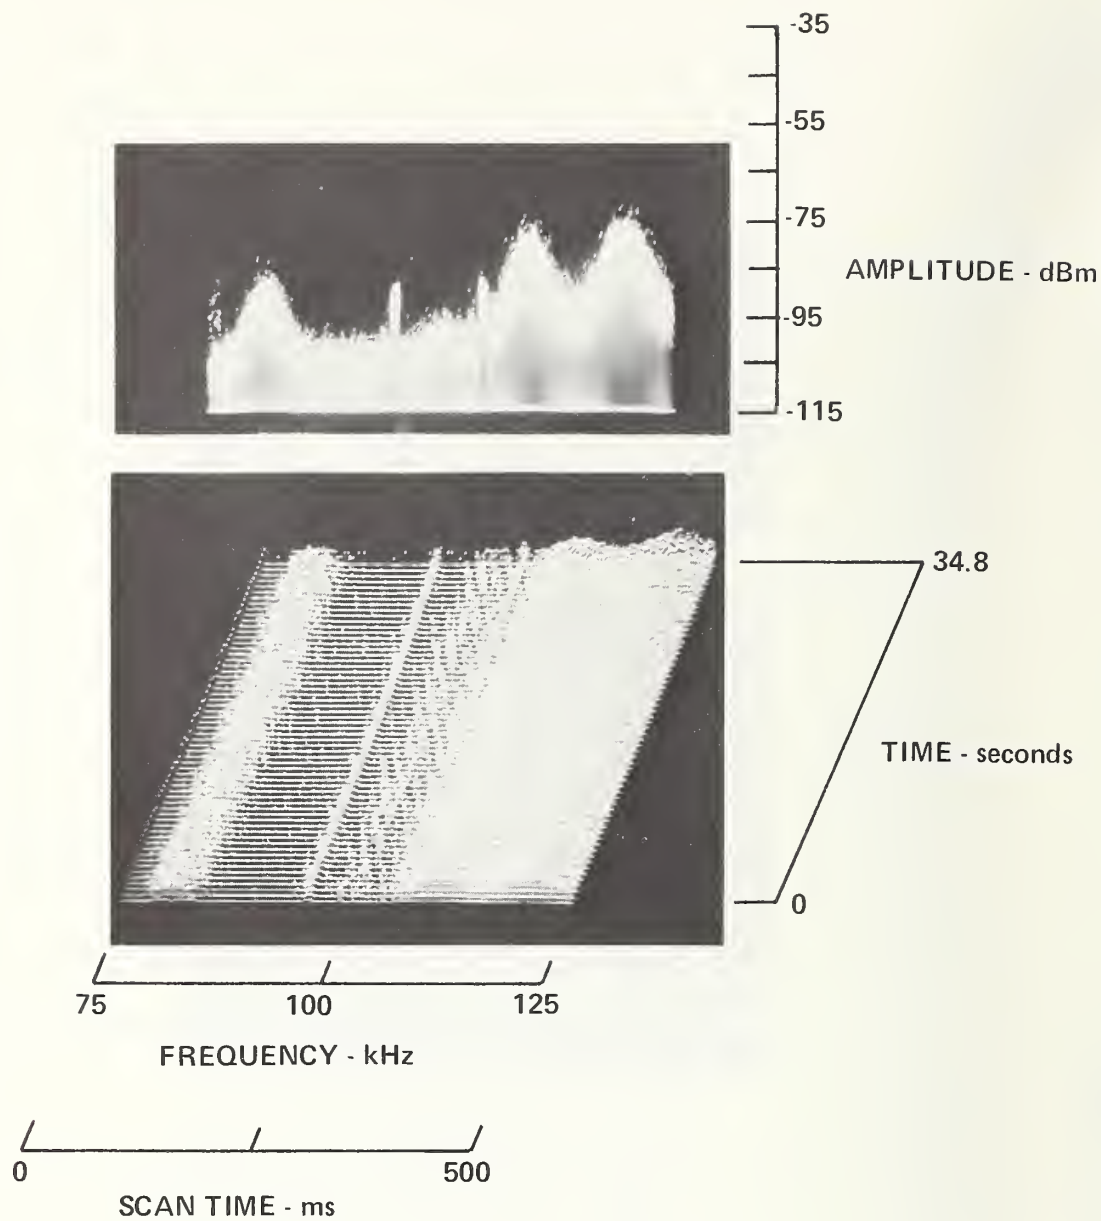 -35
-55
-75
AMPLITUDE - dBm
-95
-115
34.8
TIME - seconds
0
75 100 125
FREQUENCY - kHz
0 500
SCAN TIME - ms